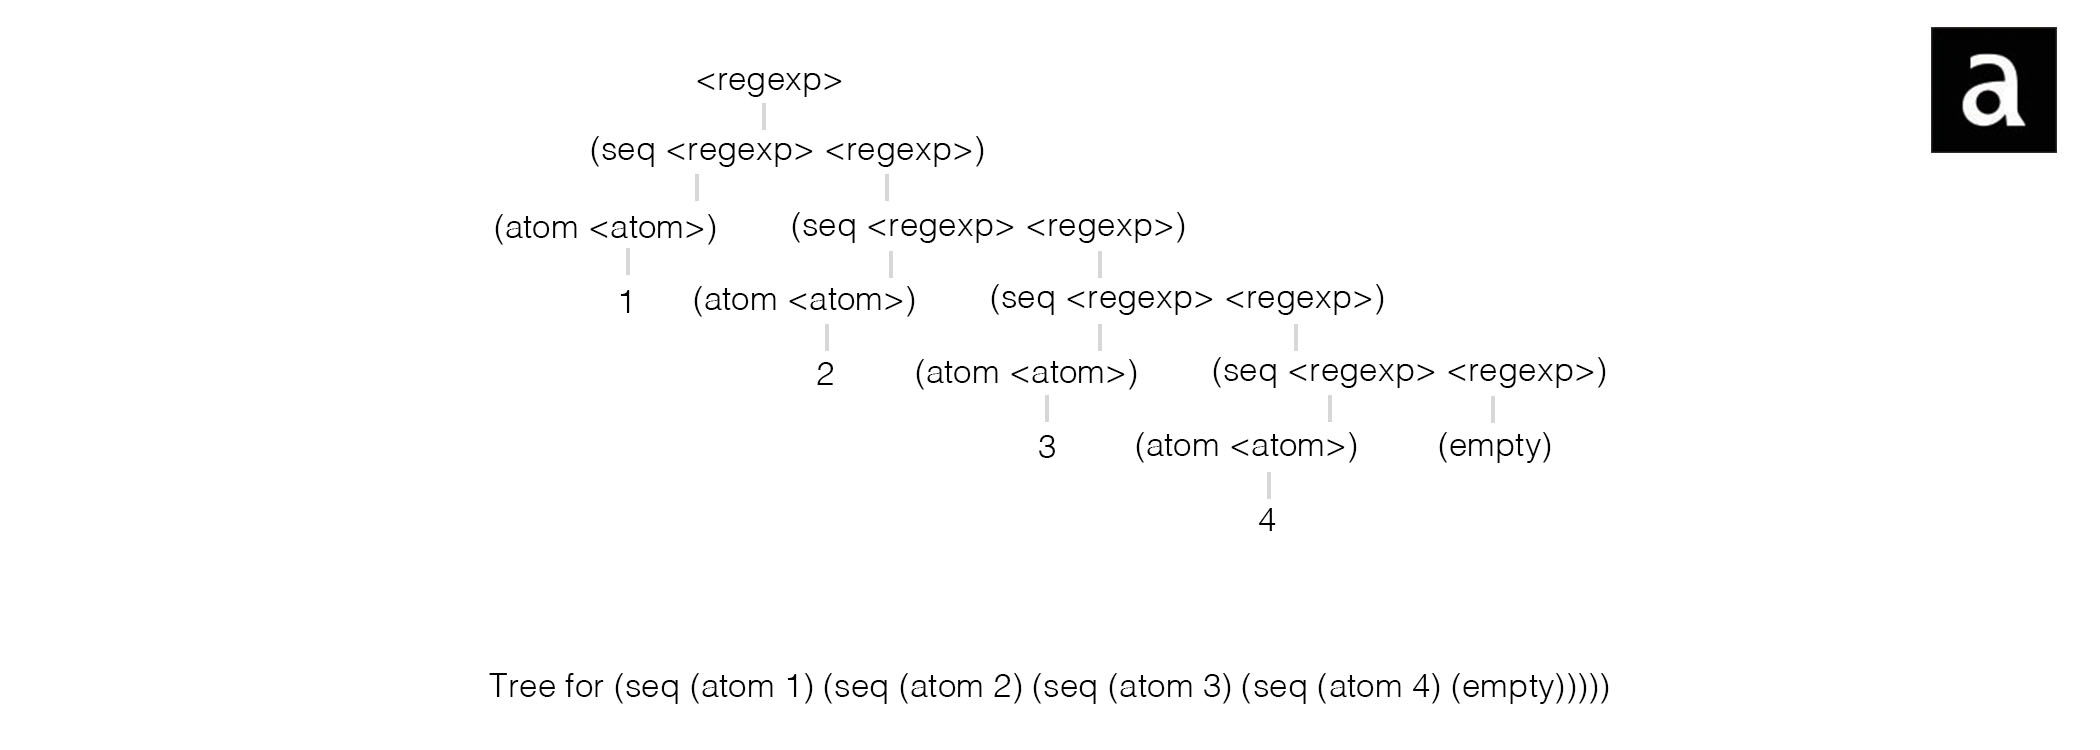 a
<regexp>
(seq <regexp> <regexp>)
(atom <atom>) (seq <regexp> <regexp>)
1 (atom <atom>) (seq <regexp> <regexp>)
2 (atom <atom>) (seq <regexp> <regexp>)
3 (atom <atom>) (empty)
4
Tree for (seq (atom 1) (seq (atom 2) (seq (atom 3) (seq (atom 4) (empty)))))